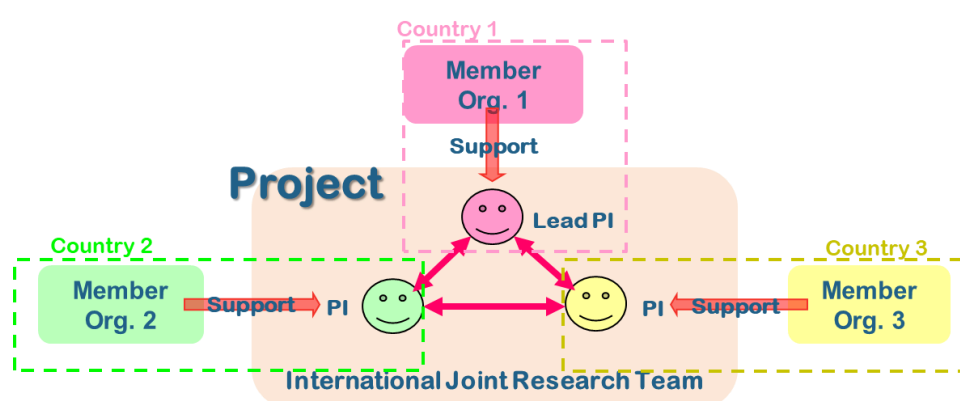 Country 1
Member
Org. 1
Support
Project
Lead PI
Country 2
Country 3
Member
Org. 2
Support
PI
PI
Support
Member
Org. 3
International Joint Research Team